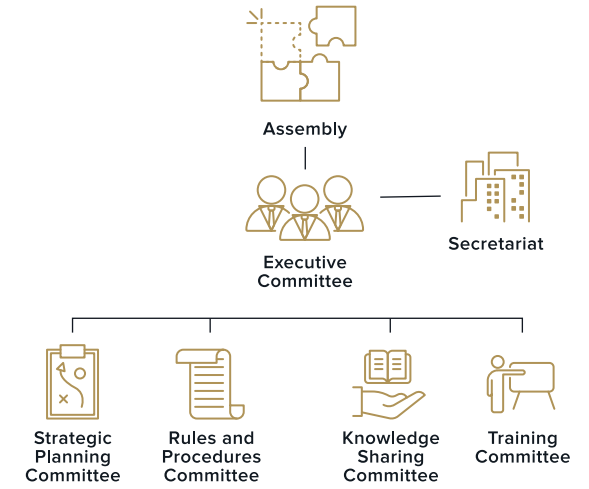 Assembly
Executive
Committee
Secretariat
Strategic
Planning
Committee
Rules and
Procedures
Committee
Knowledge
Sharing
Committee
Training
Committee